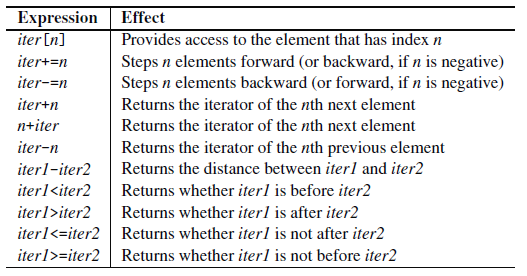 Expression Effect
iter[n] Provides access to the element that has index n
iter+=n Steps n elements forward (or backward, if n is negative)
iter-=n Steps n elements backward (or forward, if n is negative)
iter+n Returns the iterator of the nth next element
n+iter Returns the iterator of the nth next element
iter-n Returns the iterator of the nth previous element
iter1-iter2 Returns the distance between iter1 and iter2
iter1<iter2 Returns whether iter1 is before iter2
iter1>iter2 Returns whether iter1 is after iter2
iter1<=iter2 Returns whether iter1 is not after iter2
iter1>=iter2 Returns whether iter1 is not before iter2